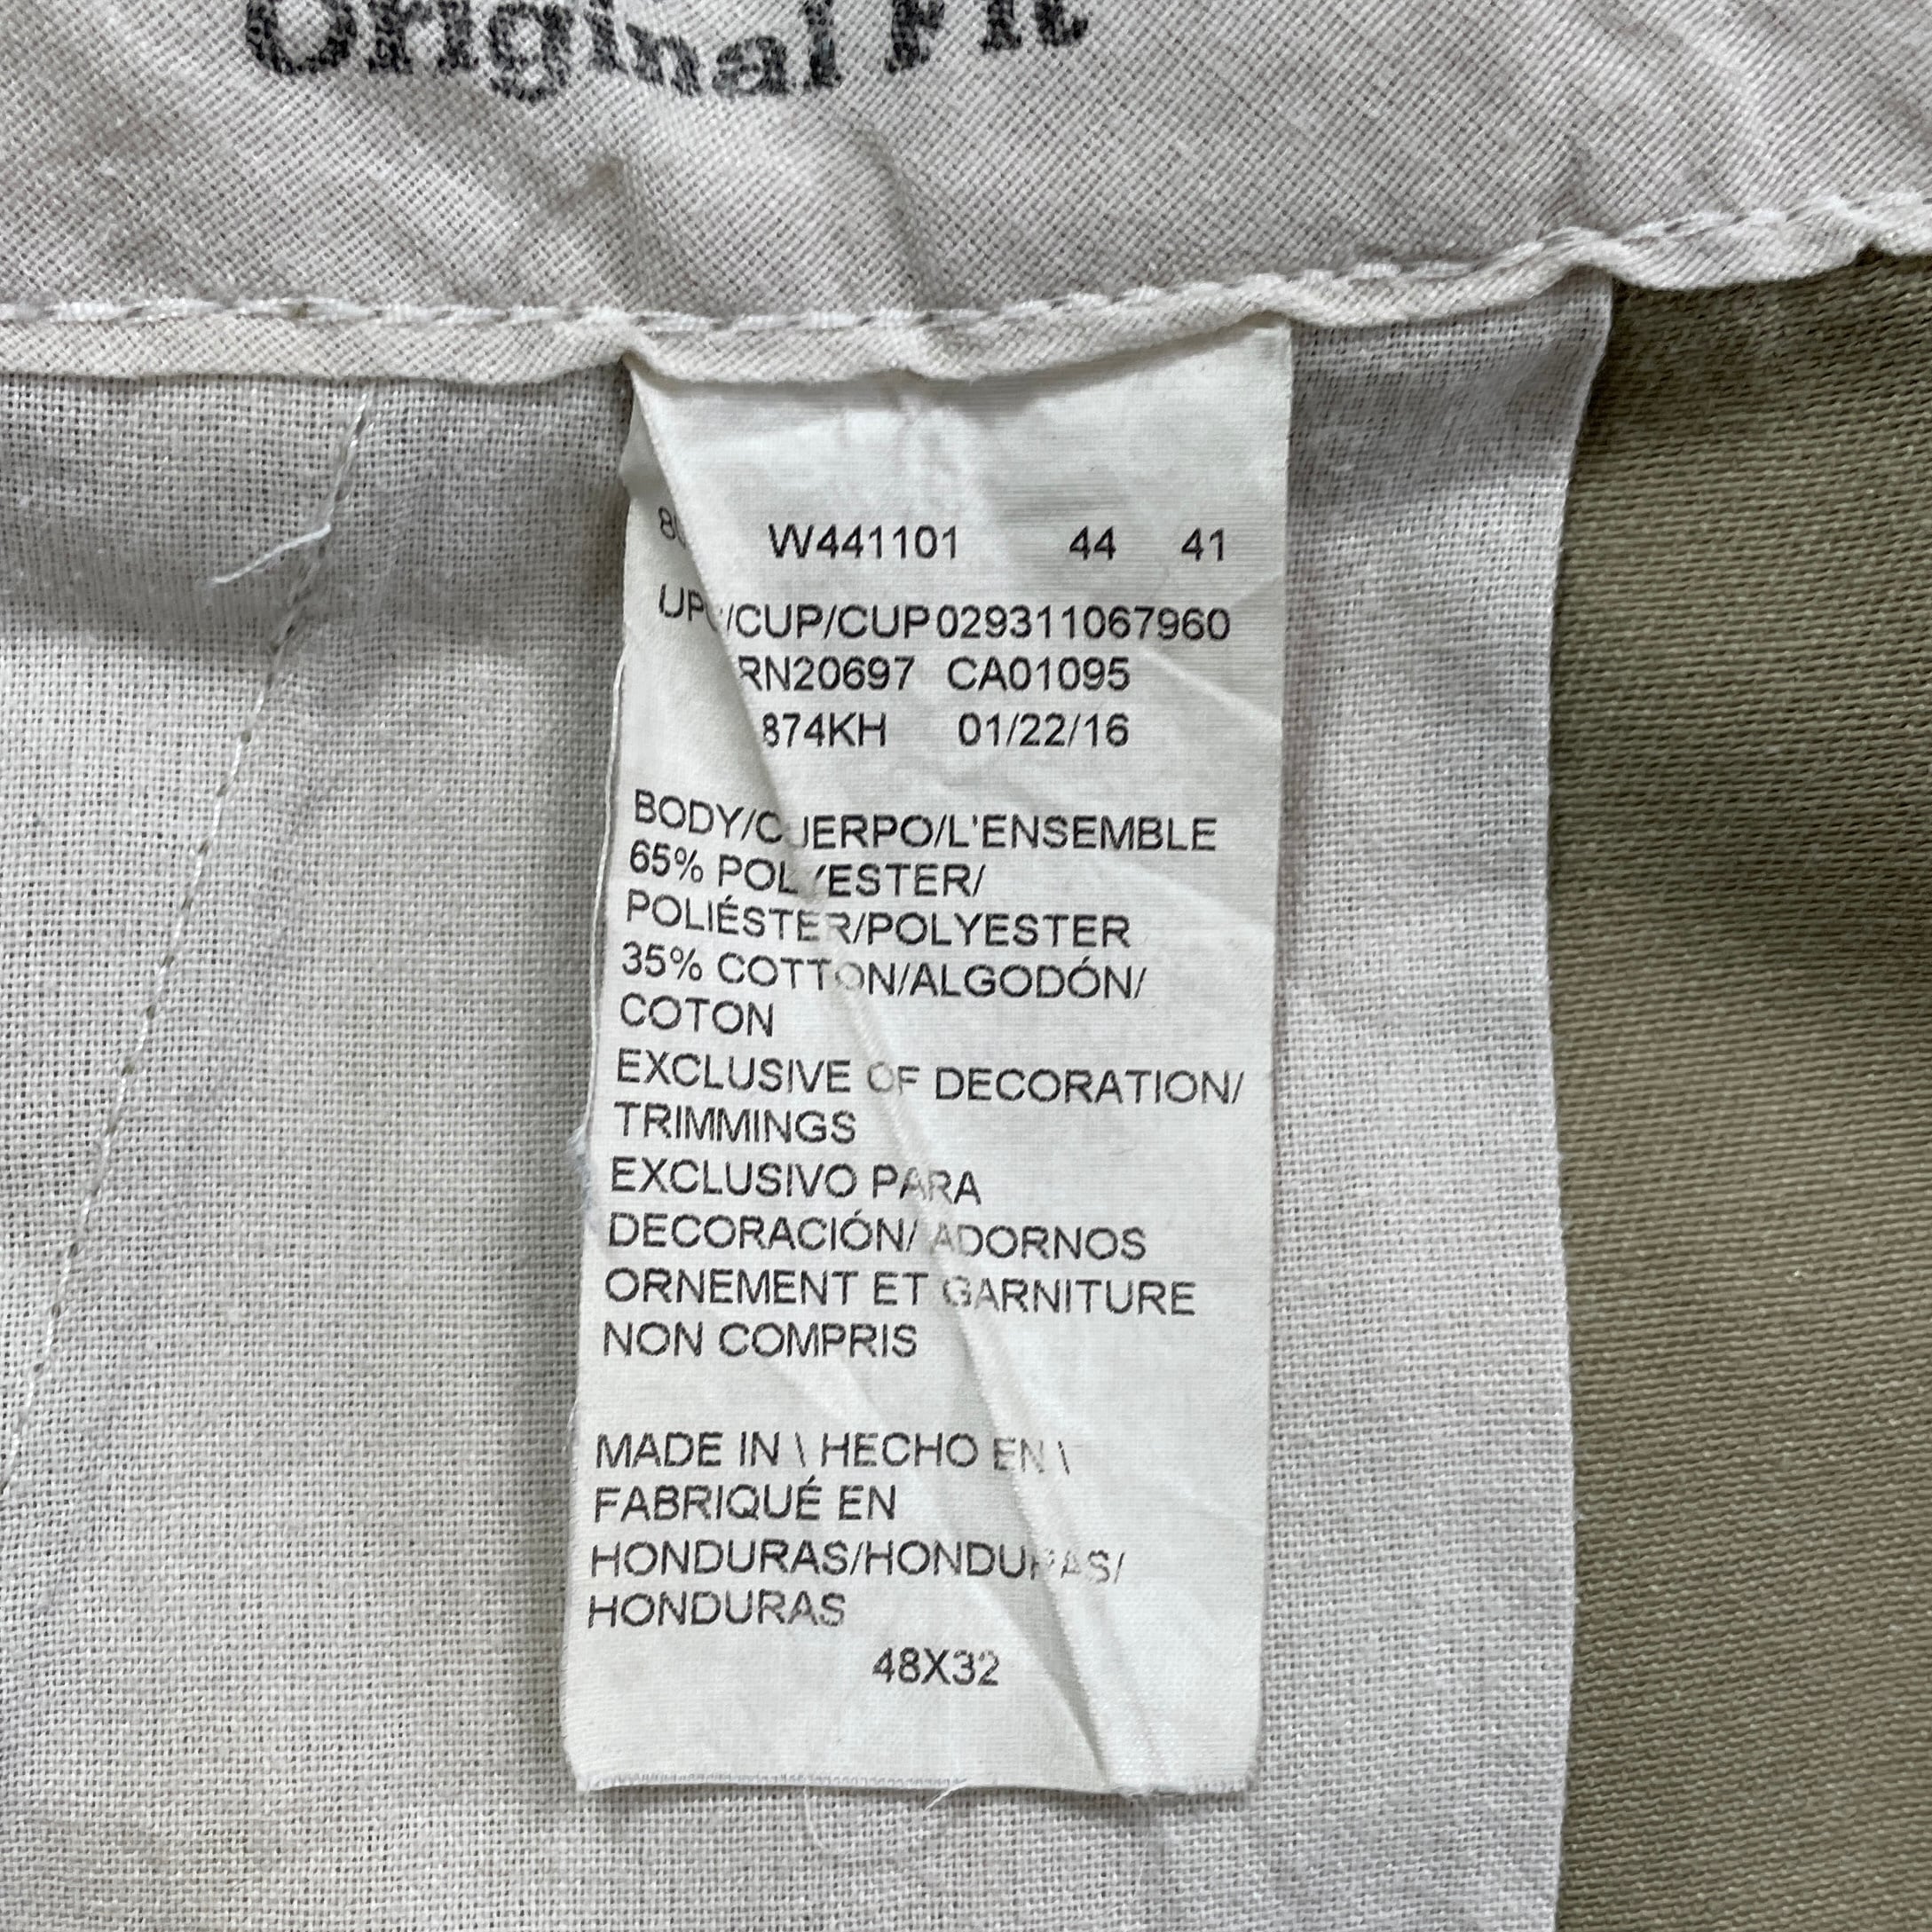 Original Fit
W441101 44 41
/CUP/CUP029311067960
RN20697 CA01095
874KH 01/22/16
BODY/CUERPO/L'ENSEMBLE
65% POLYESTER/
POLIÉSTER/POLYESTER
35% COTTON/ALGODÓN/
COTON
EXCLUSIVE OF DECORATION/
TRIMMINGS
EXCLUSIVO PARA
DECORACIÓN/ ADORNOS
ORNEMENT ET GARNITURE
NON COMPRIS
MADE IN \ HECHO EN \
FABRIQUÉ EN
HONDURAS/HONDURAS/
HONDURAS
48X32